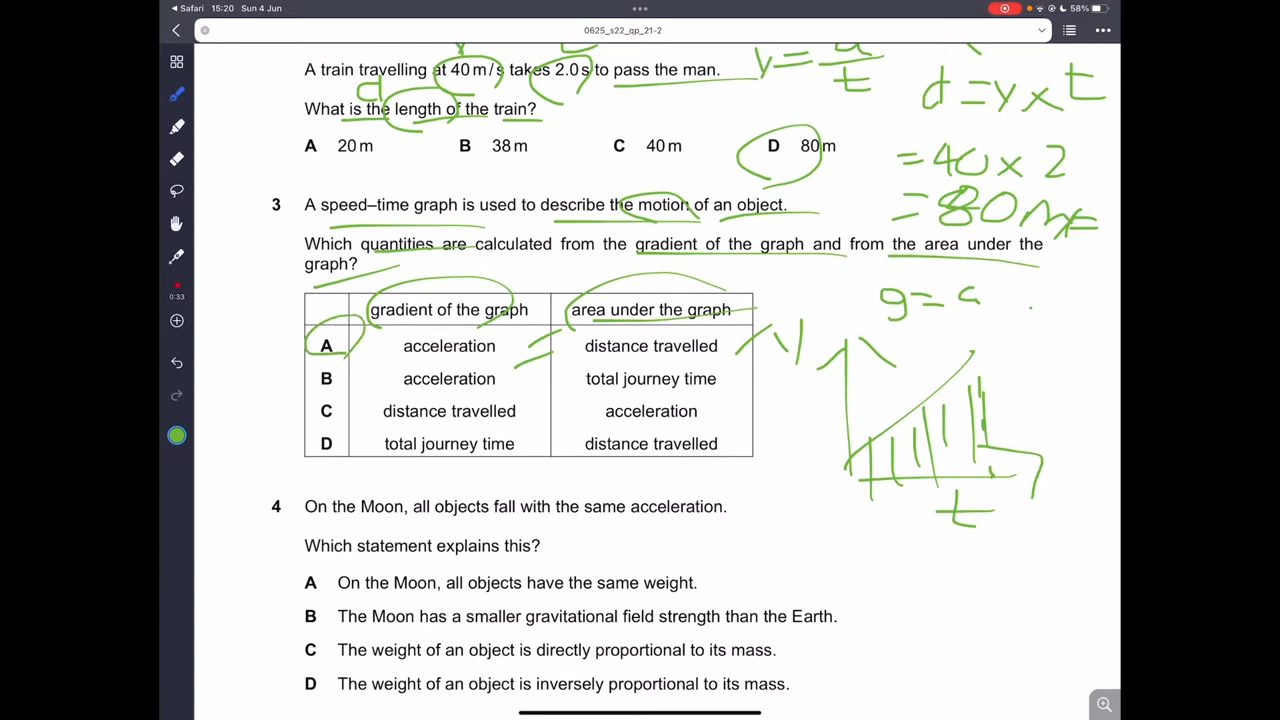 Safari 15:20 Sun 4 Jun 58%
0625_s22_qp_21-2
A train travelling at 40 m/s takes 2.0 s to pass the man.
What is the length of the train?
A 20 m B 38 m C 40 m D 80 m
v = d/t
d = v x t
= 40 x 2
= 80 m
d
3 A speed–time graph is used to describe the motion of an object.
Which quantities are calculated from the gradient of the graph and from the area under the
graph?
gradient of the graph area under the graph
A acceleration distance travelled
B acceleration total journey time
C distance travelled acceleration
D total journey time distance travelled
g = a
t
0:33
4 On the Moon, all objects fall with the same acceleration.
Which statement explains this?
A On the Moon, all objects have the same weight.
B The Moon has a smaller gravitational field strength than the Earth.
C The weight of an object is directly proportional to its mass.
D The weight of an object is inversely proportional to its mass.